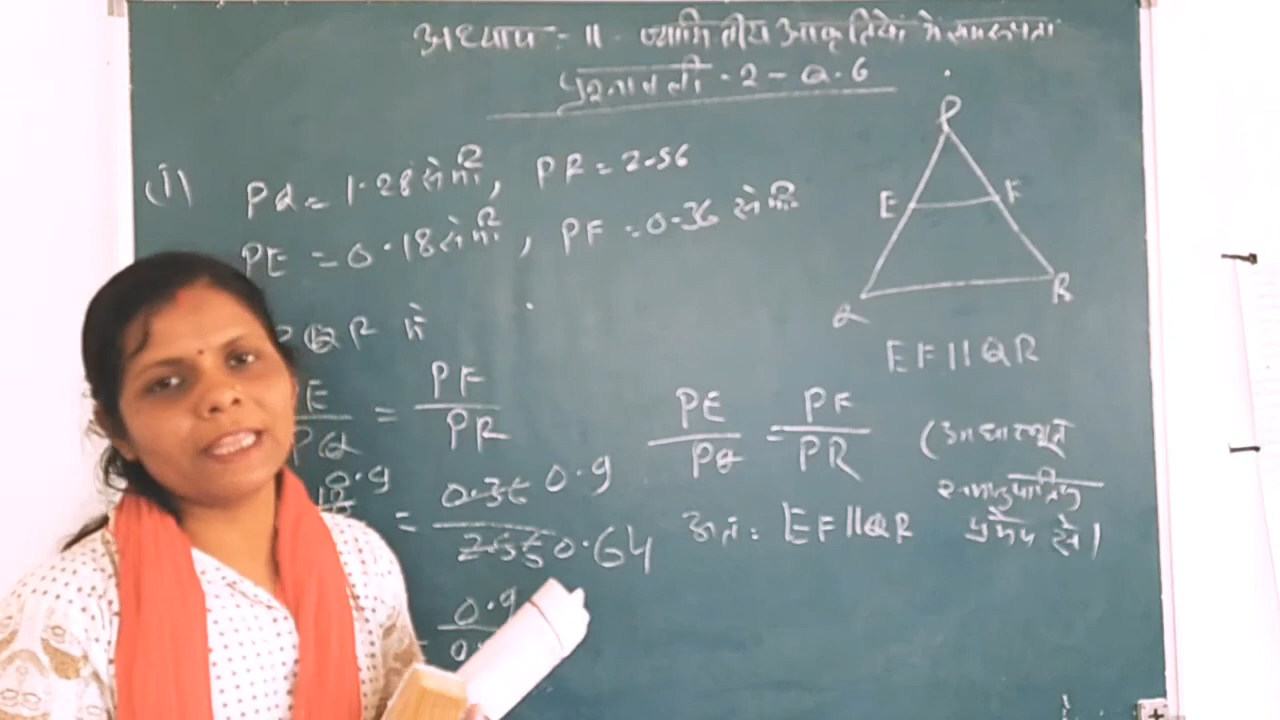 अध्याय :- 11 - ज्यामितीय आकृतियों में समरूपता
प्रश्नावली - 2 - Q.6
(i) PQ = 1.28 सेमी, PR = 2.56
PE = 0.18 सेमी, PF = 0.36 सेमी
P
E F
Q R
EF || QR
PQR में
E/PQ = PF/PR
0.9
18 = 0.36 0.9 / 2.56 0.64
0.9
PE/PQ = PF/PR (आधारभूत
समानुपातिक
अतः EF || QR प्रमेय से)